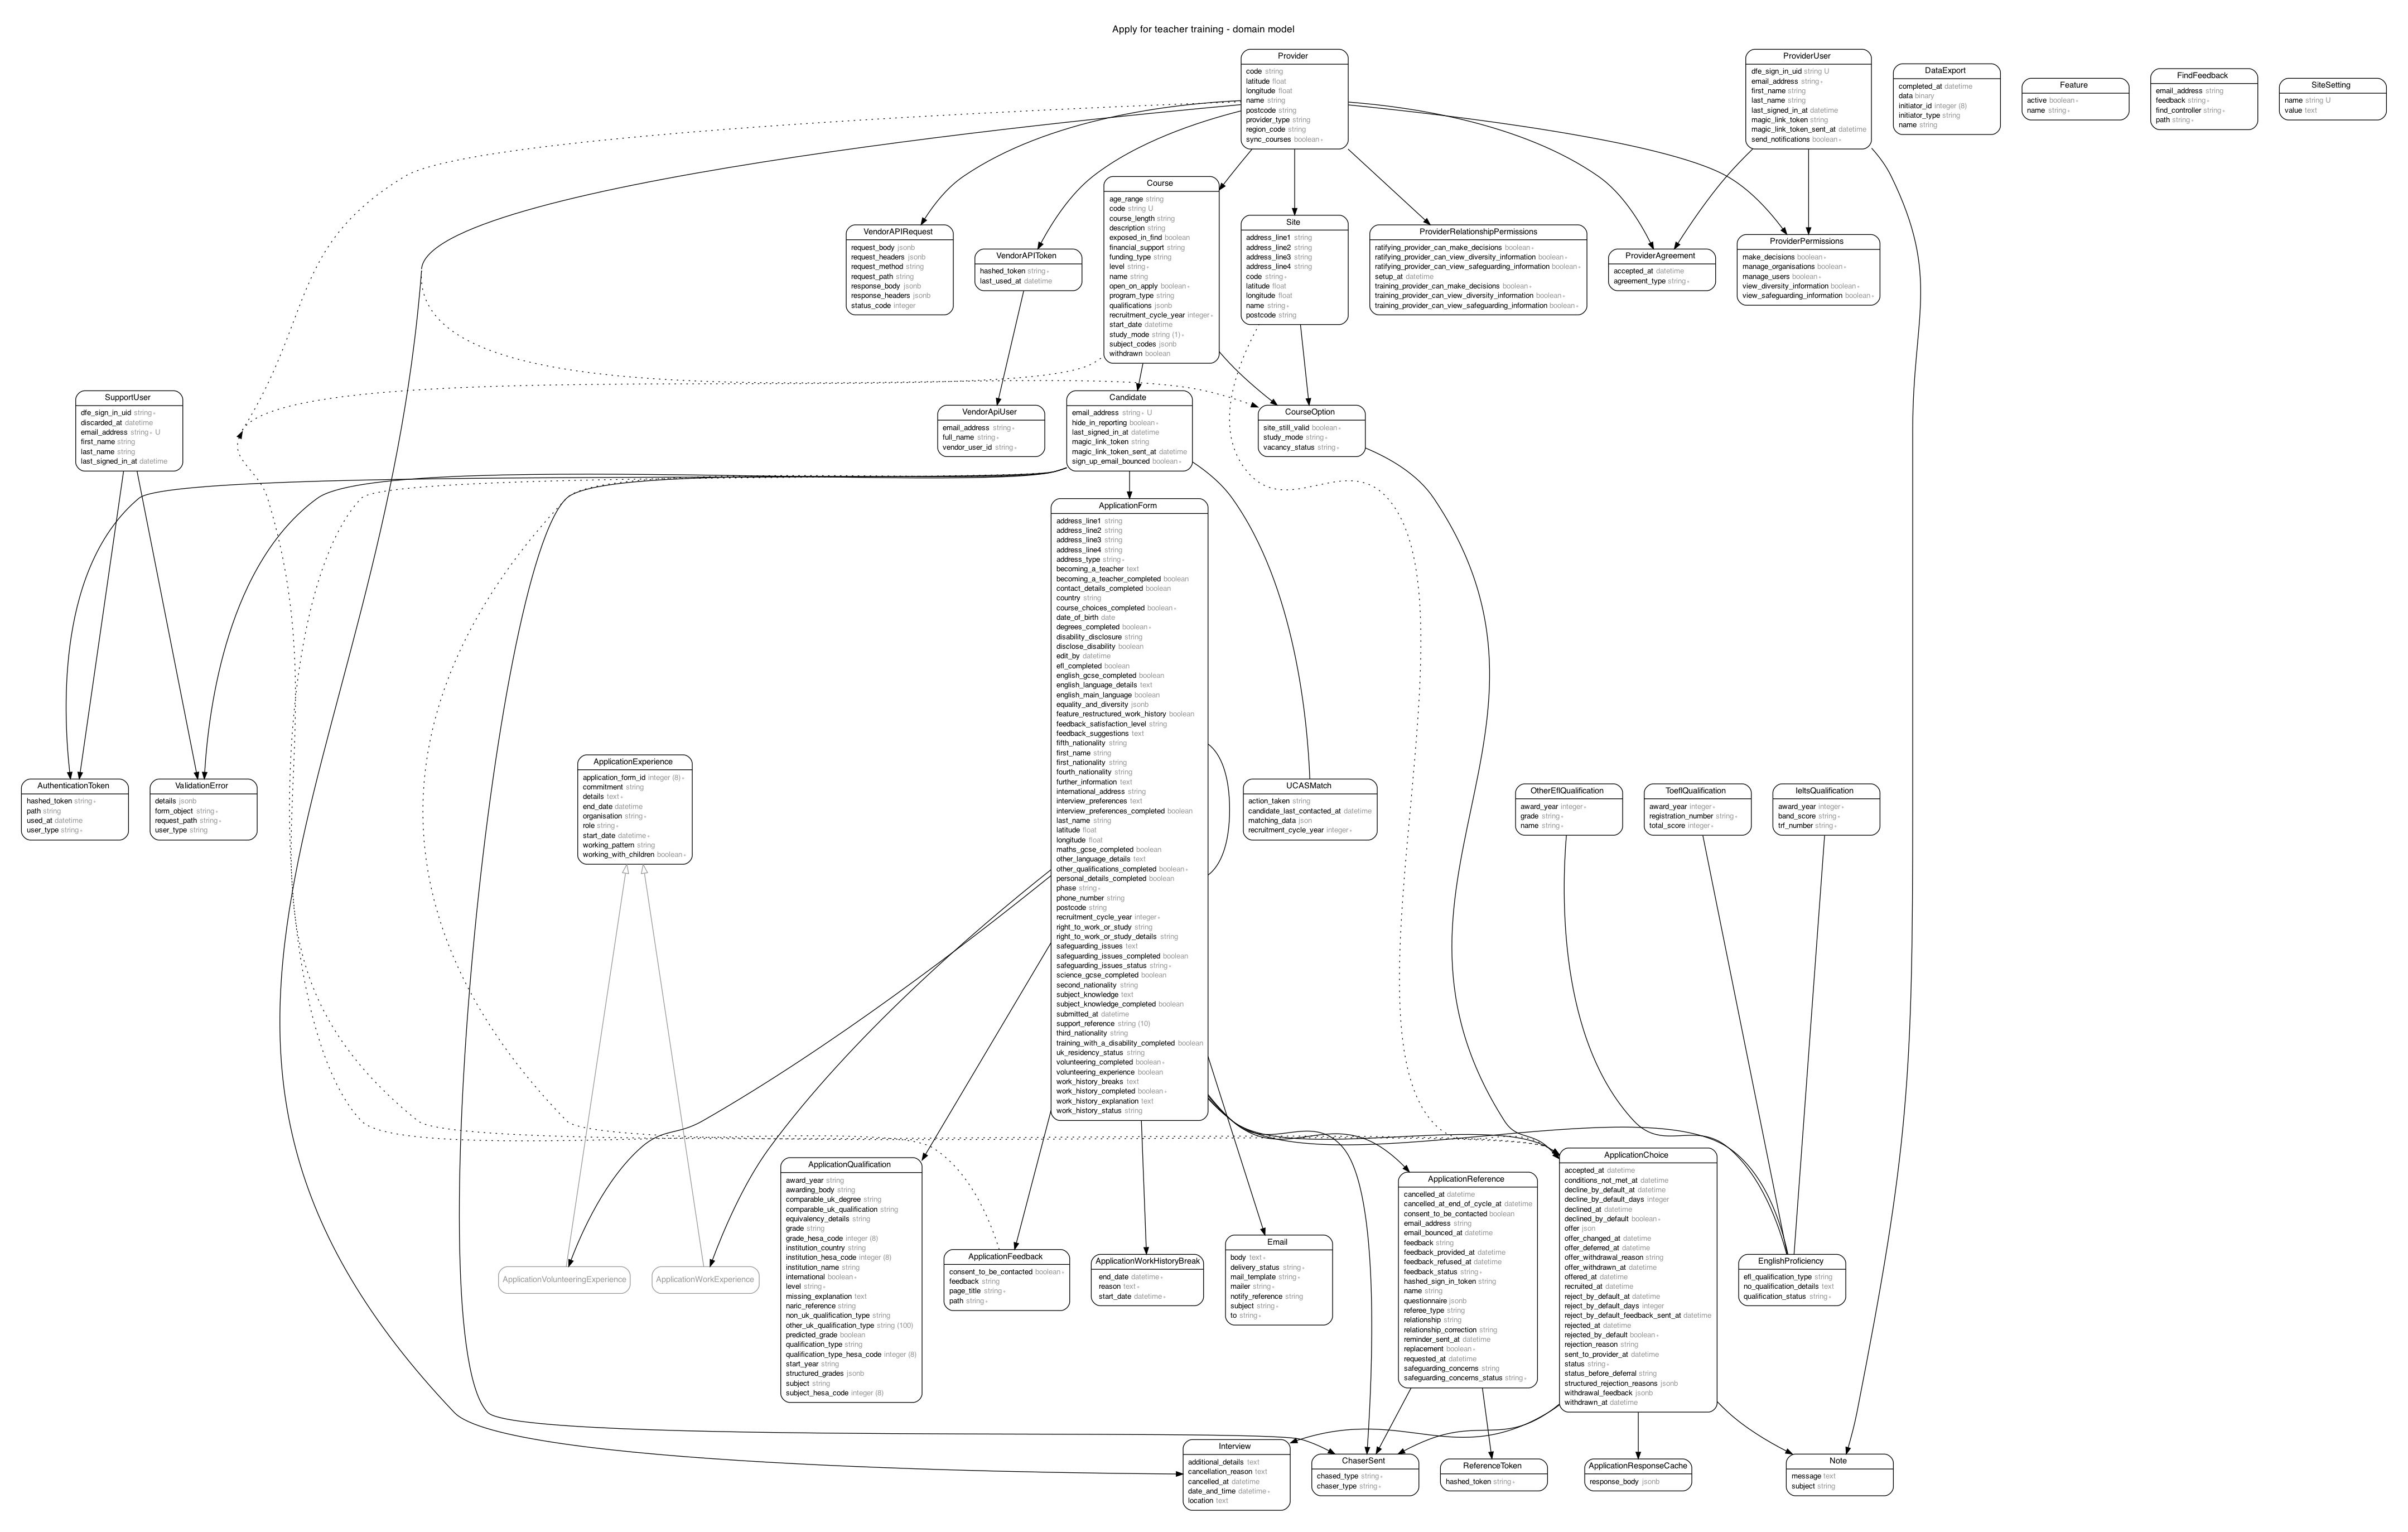 Apply for teacher training - domain model
Provider
code string
latitude float
longitude float
name string
postcode string
provider_type string
region_code string
sync_courses boolean∗
ProviderUser
dfe_sign_in_uid string U
email_address string∗
first_name string
last_name string
last_signed_in_at datetime
magic_link_token string
magic_link_token_sent_at datetime
send_notifications boolean∗
DataExport
completed_at datetime
data binary
initiator_id integer (8)
initiator_type string
name string
Feature
active boolean∗
name string∗
FindFeedback
email_address string
feedback string∗
find_controller string∗
path string∗
SiteSetting
name string U
value text
Course
age_range string
code string U
course_length string
description string
exposed_in_find boolean
financial_support string
funding_type string
level string∗
name string
open_on_apply boolean∗
program_type string
qualifications jsonb
recruitment_cycle_year integer∗
start_date datetime
study_mode string (1)∗
subject_codes jsonb
withdrawn boolean
VendorAPIRequest
request_body jsonb
request_headers jsonb
request_method string
request_path string
response_body jsonb
response_headers jsonb
status_code integer
VendorAPIToken
hashed_token string∗
last_used_at datetime
Site
address_line1 string
address_line2 string
address_line3 string
address_line4 string
code string∗
latitude float
longitude float
name string∗
postcode string
ProviderRelationshipPermissions
ratifying_provider_can_make_decisions boolean∗
ratifying_provider_can_view_diversity_information boolean∗
ratifying_provider_can_view_safeguarding_information boolean∗
setup_at datetime
training_provider_can_make_decisions boolean∗
training_provider_can_view_diversity_information boolean∗
training_provider_can_view_safeguarding_information boolean∗
ProviderAgreement
accepted_at datetime
agreement_type string∗
ProviderPermissions
make_decisions boolean∗
manage_organisations boolean∗
manage_users boolean∗
view_diversity_information boolean∗
view_safeguarding_information boolean∗
SupportUser
dfe_sign_in_uid string∗
discarded_at datetime
email_address string∗ U
first_name string
last_name string
last_signed_in_at datetime
VendorApiUser
email_address string∗
full_name string∗
vendor_user_id string∗
Candidate
email_address string∗ U
hide_in_reporting boolean∗
last_signed_in_at datetime
magic_link_token string
magic_link_token_sent_at datetime
sign_up_email_bounced boolean∗
CourseOption
site_still_valid boolean∗
study_mode string∗
vacancy_status string∗
ApplicationForm
address_line1 string
address_line2 string
address_line3 string
address_line4 string
address_type string∗
becoming_a_teacher text
becoming_a_teacher_completed boolean
contact_details_completed boolean
country string
course_choices_completed boolean∗
date_of_birth date
degrees_completed boolean∗
disability_disclosure string
disclose_disability boolean
edit_by datetime
efl_completed boolean
english_gcse_completed boolean
english_language_details text
english_main_language boolean
equality_and_diversity jsonb
feature_restructured_work_history boolean
feedback_satisfaction_level string
feedback_suggestions text
fifth_nationality string
first_name string
first_nationality string
fourth_nationality string
further_information text
international_address string
interview_preferences text
interview_preferences_completed boolean
last_name string
latitude float
longitude float
maths_gcse_completed boolean
other_language_details text
other_qualifications_completed boolean∗
personal_details_completed boolean
phase string∗
phone_number string
postcode string
recruitment_cycle_year integer∗
right_to_work_or_study string
right_to_work_or_study_details string
safeguarding_issues text
safeguarding_issues_completed boolean
safeguarding_issues_status string∗
science_gcse_completed boolean
second_nationality string
subject_knowledge text
subject_knowledge_completed boolean
submitted_at datetime
support_reference string (10)
third_nationality string
training_with_a_disability_completed boolean
uk_residency_status string
volunteering_completed boolean∗
volunteering_experience boolean
work_history_breaks text
work_history_completed boolean∗
work_history_explanation text
work_history_status string
AuthenticationToken
hashed_token string∗
path string
used_at datetime
user_type string∗
ValidationError
details jsonb
form_object string∗
request_path string∗
user_type string
ApplicationExperience
application_form_id integer (8)∗
commitment string
details text∗
end_date datetime
organisation string∗
role string∗
start_date datetime∗
working_pattern string
working_with_children boolean∗
UCASMatch
action_taken string
candidate_last_contacted_at datetime
matching_data json
recruitment_cycle_year integer∗
OtherEflQualification
award_year integer∗
grade string∗
name string∗
ToeflQualification
award_year integer∗
registration_number string∗
total_score integer∗
IeltsQualification
award_year integer∗
band_score string∗
trf_number string∗
ApplicationVolunteeringExperience
ApplicationWorkExperience
ApplicationQualification
award_year string
awarding_body string
comparable_uk_degree string
comparable_uk_qualification string
equivalency_details string
grade string
grade_hesa_code integer (8)
institution_country string
institution_hesa_code integer (8)
institution_name string
international boolean∗
level string∗
missing_explanation text
naric_reference string
non_uk_qualification_type string
other_uk_qualification_type string (100)
predicted_grade boolean
qualification_type string
qualification_type_hesa_code integer (8)
start_year string
structured_grades jsonb
subject string
subject_hesa_code integer (8)
ApplicationFeedback
consent_to_be_contacted boolean∗
feedback string
page_title string∗
path string∗
ApplicationWorkHistoryBreak
end_date datetime∗
reason text∗
start_date datetime∗
Email
body text∗
delivery_status string∗
mail_template string∗
mailer string∗
notify_reference string
subject string∗
to string∗
ApplicationReference
cancelled_at datetime
cancelled_at_end_of_cycle_at datetime
consent_to_be_contacted boolean
email_address string
email_bounced_at datetime
feedback string
feedback_provided_at datetime
feedback_refused_at datetime
feedback_status string∗
hashed_sign_in_token string
name string
questionnaire jsonb
referee_type string
relationship string
relationship_correction string
reminder_sent_at datetime
replacement boolean∗
requested_at datetime
safeguarding_concerns string
safeguarding_concerns_status string∗
ApplicationChoice
accepted_at datetime
conditions_not_met_at datetime
decline_by_default_at datetime
decline_by_default_days integer
declined_at datetime
declined_by_default boolean∗
offer json
offer_changed_at datetime
offer_deferred_at datetime
offer_withdrawal_reason string
offer_withdrawn_at datetime
offered_at datetime
recruited_at datetime
reject_by_default_at datetime
reject_by_default_days integer
reject_by_default_feedback_sent_at datetime
rejected_at datetime
rejected_by_default boolean∗
rejection_reason string
sent_to_provider_at datetime
status string∗
status_before_deferral string
structured_rejection_reasons jsonb
withdrawal_feedback jsonb
withdrawn_at datetime
EnglishProficiency
efl_qualification_type string
no_qualification_details text
qualification_status string∗
Interview
additional_details text
cancellation_reason text
cancelled_at datetime
date_and_time datetime∗
location text
ChaserSent
chased_type string∗
chaser_type string∗
ReferenceToken
hashed_token string∗
ApplicationResponseCache
response_body jsonb
Note
message text
subject string